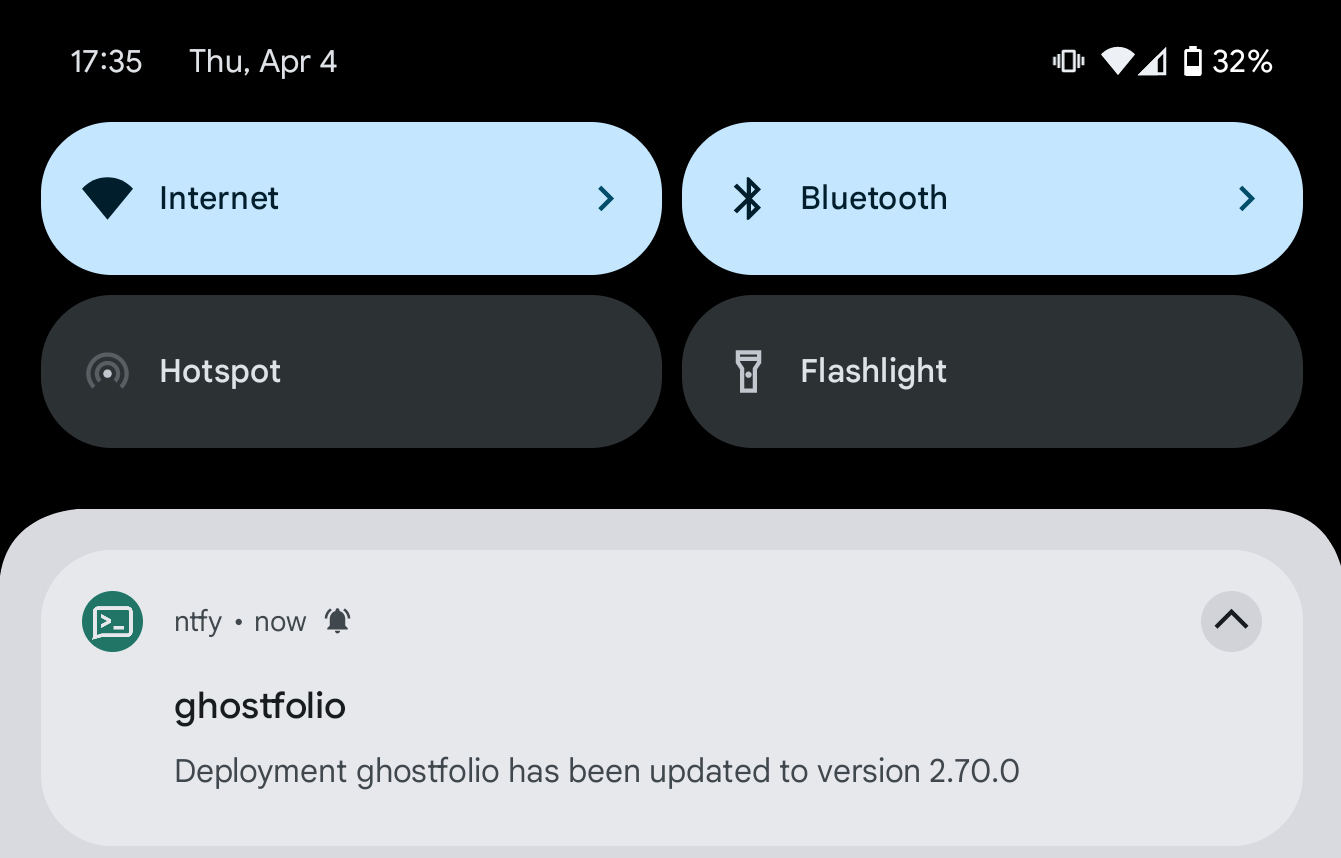 17:35 Thu, Apr 4 32%
Internet
Bluetooth
Hotspot
Flashlight
ntfy • now
ghostfolio
Deployment ghostfolio has been updated to version 2.70.0